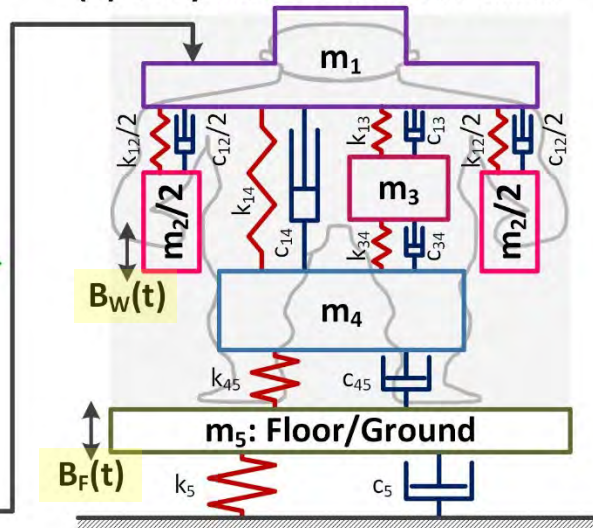 m₁
k₁₂/2
c₁₂/2
k₁₄
c₁₄
k₁₃
c₁₃
k₁₂/2
c₁₂/2
m₂/2
m₃
m₂/2
k₃₄
c₃₄
B_W(t)
m₄
k₄₅
c₄₅
m₅: Floor/Ground
B_F(t)
k₅
c₅